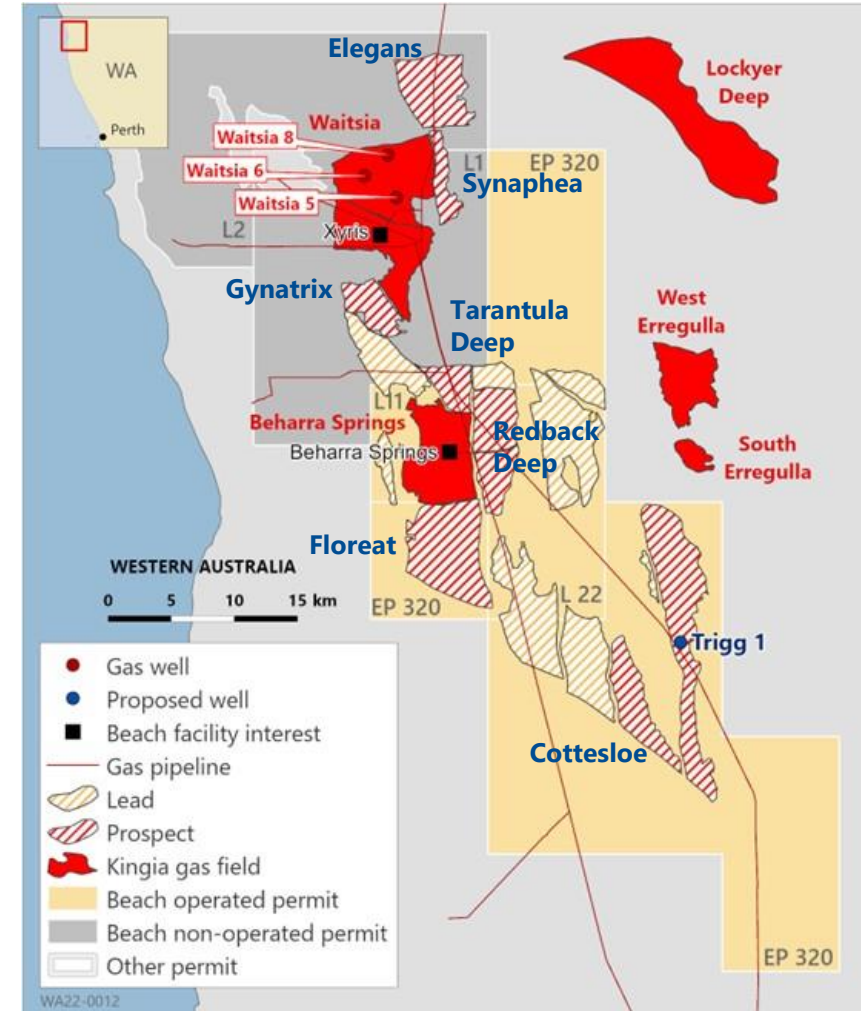 WA
Perth
Elegans
Lockyer
Deep
Waitsia
Waitsia 8
Waitsia 6
Waitsia 5
L1
EP 320
Synaphea
L2
Xyris
Gynatrix
Tarantula
Deep
West
Erregulla
L11
Beharra Springs
Beharra Springs
Redback
Deep
South
Erregulla
Floreat
WESTERN AUSTRALIA
0 5 10 15 km
EP 320
L 22
Trigg 1
Cottesloe
EP 320
Gas well
Proposed well
Beach facility interest
Gas pipeline
Lead
Prospect
Kingia gas field
Beach operated permit
Beach non-operated permit
Other permit
WA22-0012